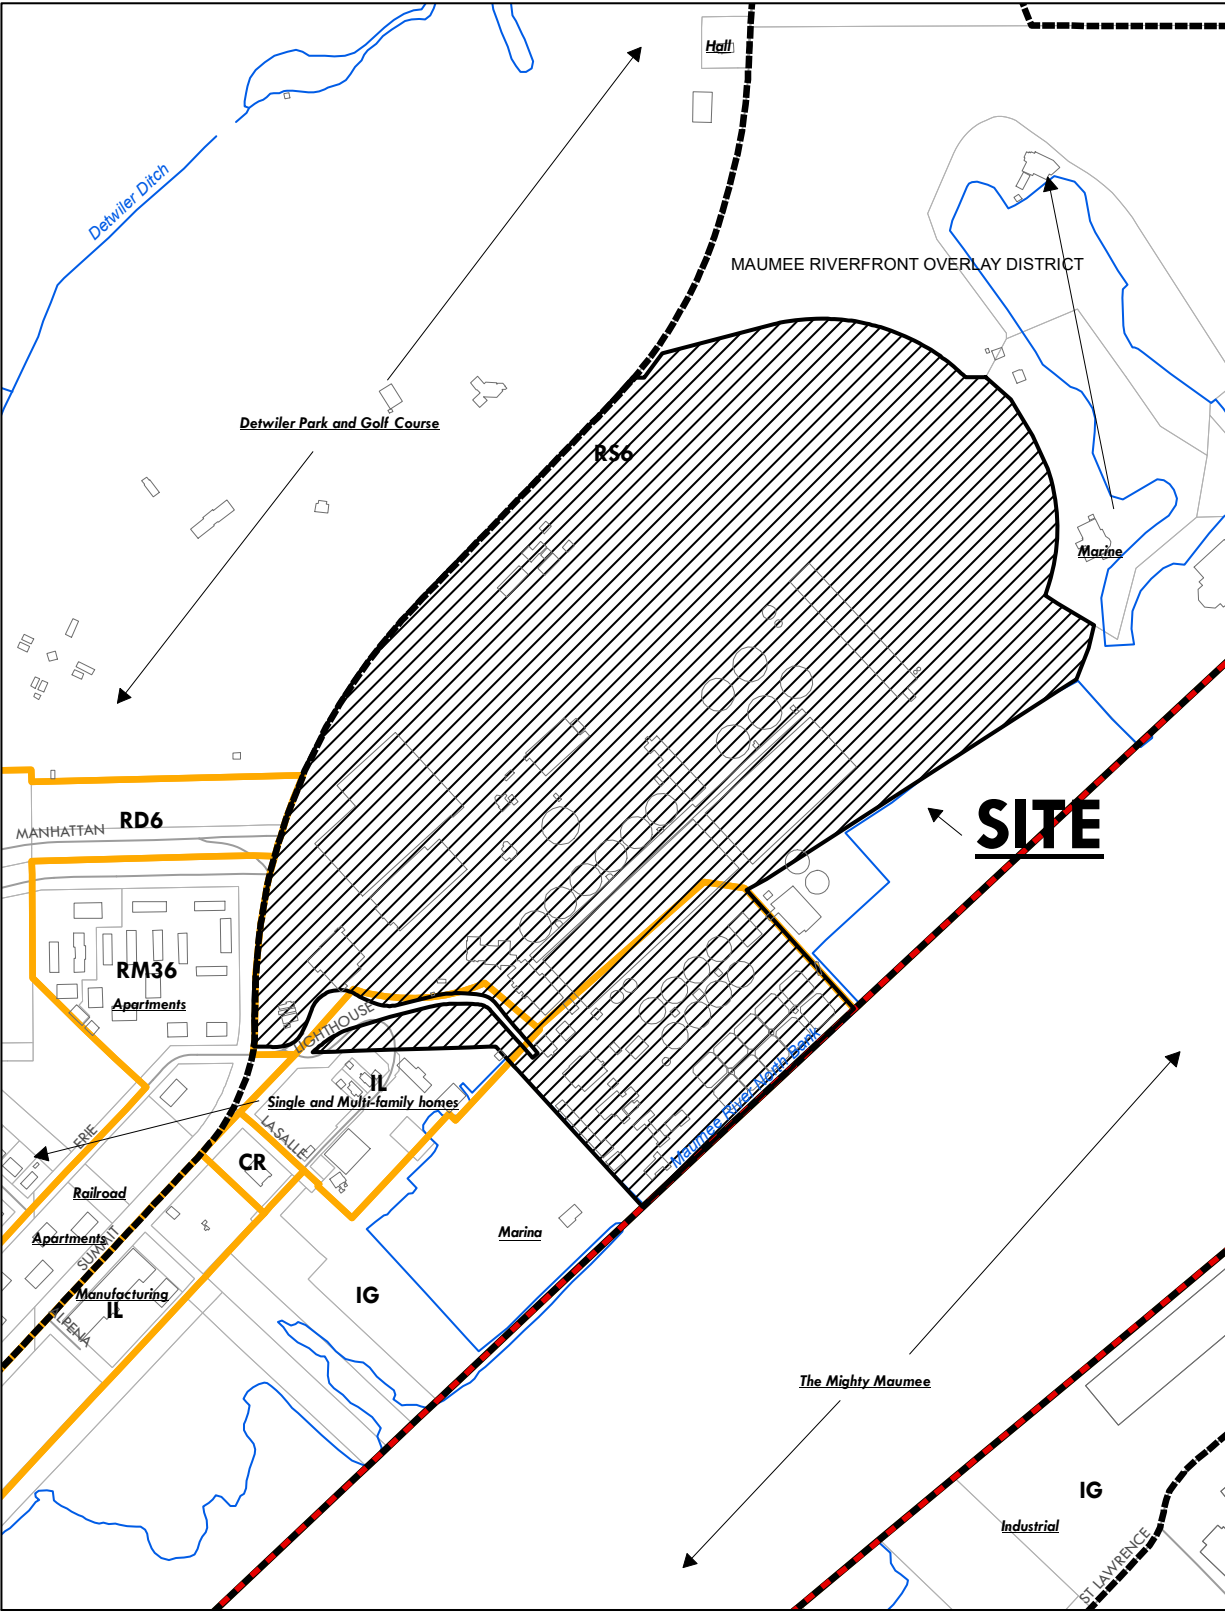 Hall
Detwiler Ditch
MAUMEE RIVERFRONT OVERLAY DISTRICT
Detwiler Park and Golf Course
RS6
Marine
RD6
MANHATTAN
SITE
RM36
Apartments
LIGHTHOUSE
IL
Single and Multi-family homes
Maumee River North Bank
ERIE
LASALLE
CR
Railroad
Apartments
SUMMIT
Marina
Manufacturing
IL
IG
ALPENA
The Mighty Maumee
IG
Industrial
ST LAWRENCE